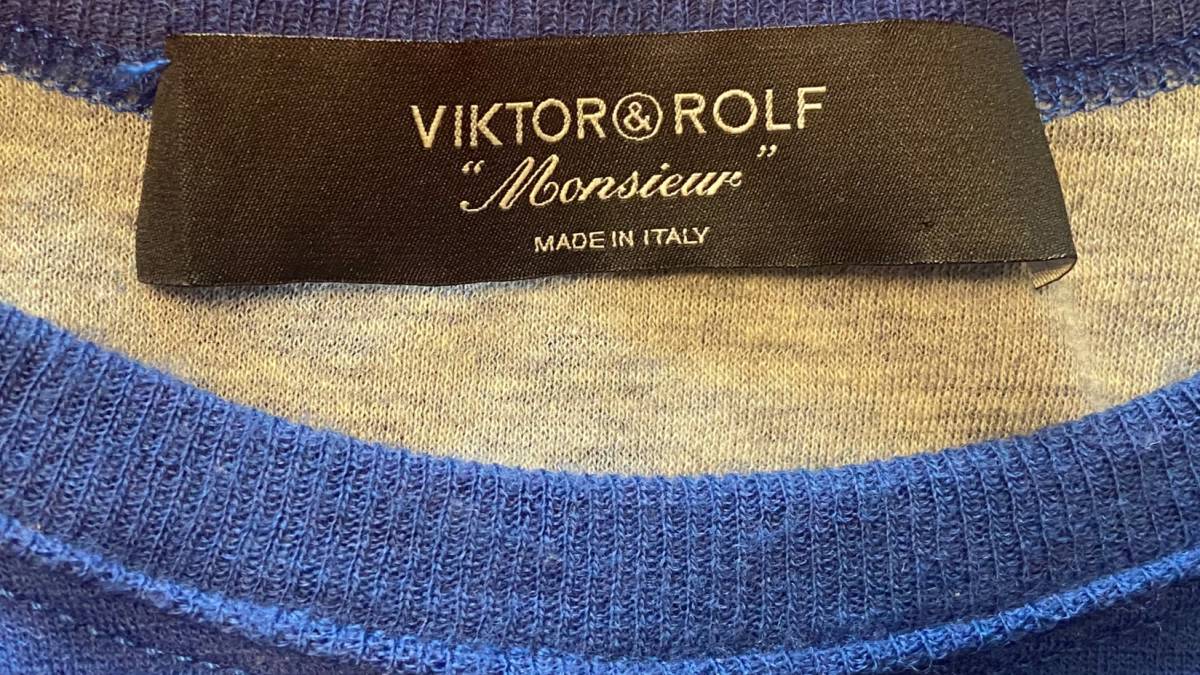 VIKTOR&ROLF
“Monsieur”
MADE IN ITALY